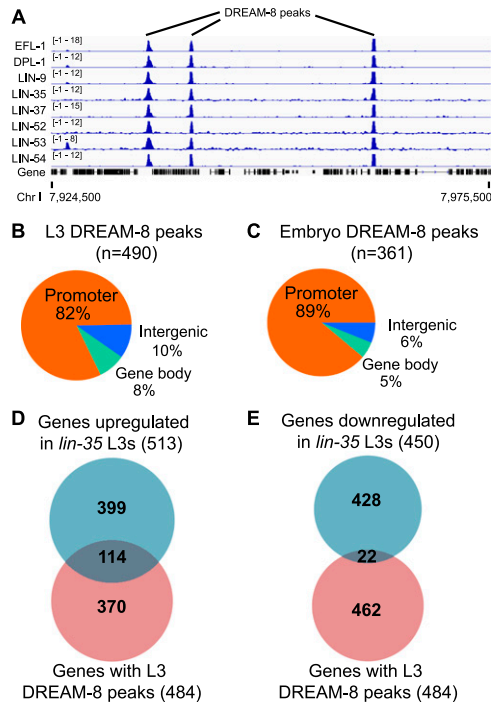 A
DREAM-8 peaks
EFL-1 [-1 - 18]
DPL-1 [-1 - 12]
LIN-9 [-1 - 12]
LIN-35 [-1 - 12]
LIN-37 [-1 - 15]
LIN-52 [-1 - 12]
LIN-53 [-1 - 8]
LIN-54 [-1 - 12]
Gene
Chr I 7,924,500 7,975,500
B L3 DREAM-8 peaks
(n=490)
Promoter
82%
Intergenic
10%
Gene body
8%
C Embryo DREAM-8 peaks
(n=361)
Promoter
89%
Intergenic
6%
Gene body
5%
D Genes upregulated
in lin-35 L3s (513)
399
114
370
Genes with L3
DREAM-8 peaks (484)
E Genes downregulated
in lin-35 L3s (450)
428
22
462
Genes with L3
DREAM-8 peaks (484)